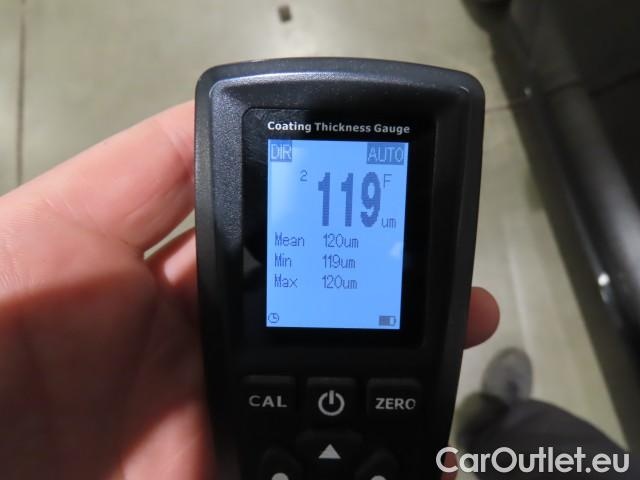 Coating Thickness Gauge
DIR AUTO
2 119 F um
Mean 120um
Min 119um
Max 120um
CAL ZERO
CarOutlet.eu